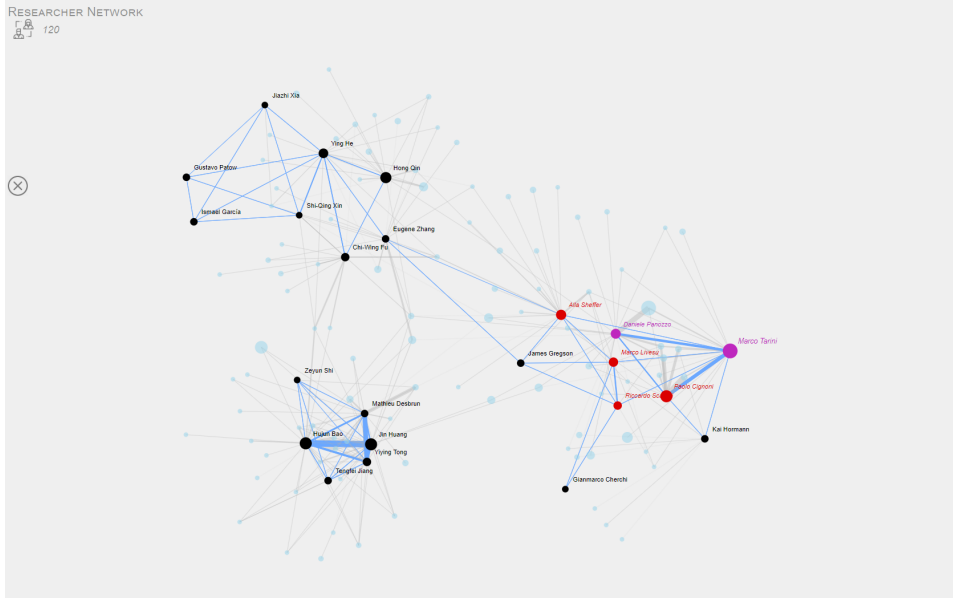 RESEARCHER NETWORK
120
Jiazhi Xia
Ying He
Gustavo Patow
Hong Qin
Shi-Qing Xin
Ismael García
Eugene Zhang
Chi-Wing Fu
Alla Sheffer
Daniele Panozzo
Marco Tarini
James Gregson
Marco Livesu
Zeyun Shi
Paolo Cignoni
Riccardo
Mathieu Desbrun
Kai Hormann
Hujun Bao
Jin Huang
Yiying Tong
Tengfei Jiang
Gianmarco Cherchi